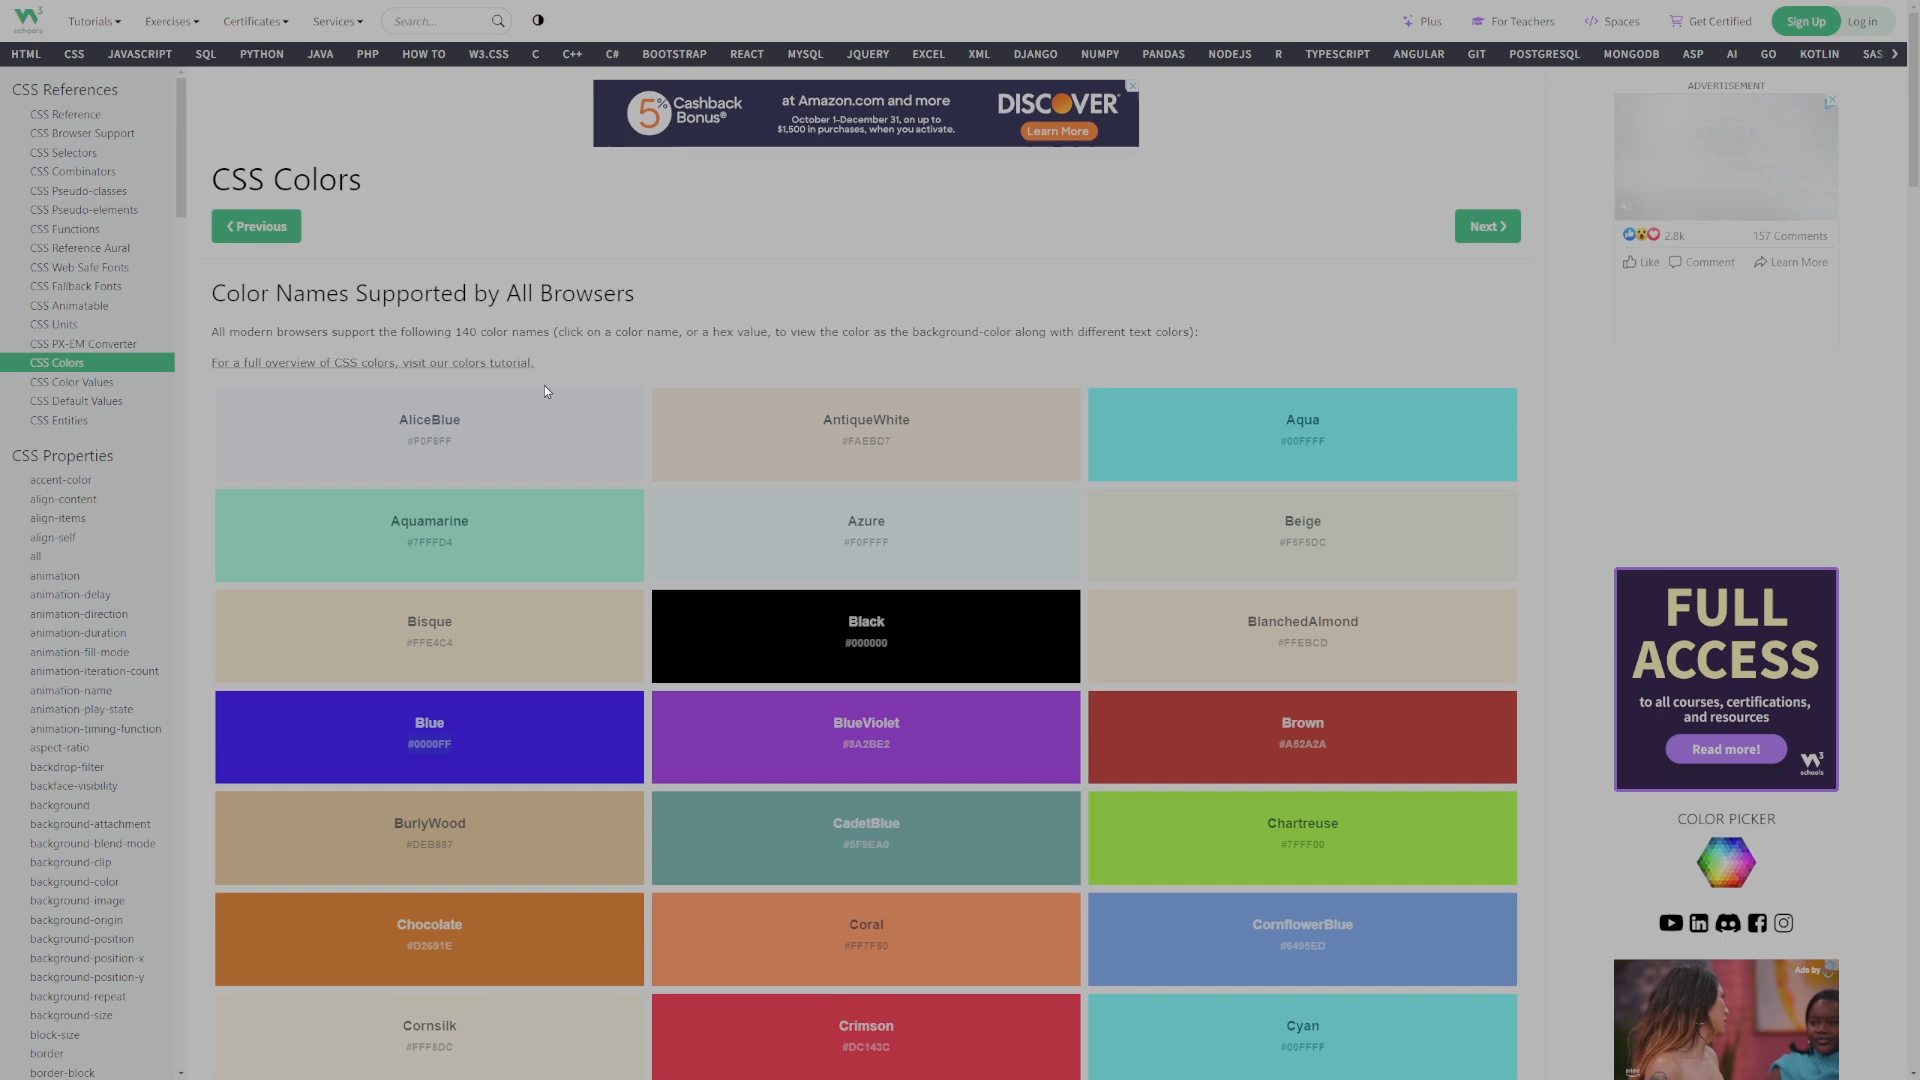 3
schools
Tutorials
Exercises
Certificates
Services
Search...
Plus
For Teachers
Spaces
Get Certified
Sign Up
Log in
HTML CSS JAVASCRIPT SQL PYTHON JAVA PHP HOW TO W3.CSS C C++ C# BOOTSTRAP REACT MYSQL JQUERY EXCEL XML DJANGO NUMPY PANDAS NODEJS R TYPESCRIPT ANGULAR GIT POSTGRESQL MONGODB ASP AI GO KOTLIN SAS
CSS References
CSS Reference
CSS Browser Support
CSS Selectors
CSS Combinators
CSS Pseudo-classes
CSS Pseudo-elements
CSS Functions
CSS Reference Aural
CSS Web Safe Fonts
CSS Fallback Fonts
CSS Animatable
CSS Units
CSS PX-EM Converter
CSS Colors
CSS Color Values
CSS Default Values
CSS Entities
CSS Properties
accent-color
align-content
align-items
align-self
all
animation
animation-delay
animation-direction
animation-duration
animation-fill-mode
animation-iteration-count
animation-name
animation-play-state
animation-timing-function
aspect-ratio
backdrop-filter
backface-visibility
background
background-attachment
background-blend-mode
background-clip
background-color
background-image
background-origin
background-position
background-position-x
background-position-y
background-repeat
background-size
block-size
border
border-block
5% Cashback
Bonus®
at Amazon.com and more
October 1-December 31, on up to
$1,500 in purchases, when you activate.
DISCOVER
Learn More
CSS Colors
❮ Previous
Next ❯
Color Names Supported by All Browsers
All modern browsers support the following 140 color names (click on a color name, or a hex value, to view the color as the background-color along with different text colors):
For a full overview of CSS colors, visit our colors tutorial.
AliceBlue
#F0F8FF
AntiqueWhite
#FAEBD7
Aqua
#00FFFF
Aquamarine
#7FFFD4
Azure
#F0FFFF
Beige
#F5F5DC
Bisque
#FFE4C4
Black
#000000
BlanchedAlmond
#FFEBCD
Blue
#0000FF
BlueViolet
#8A2BE2
Brown
#A52A2A
BurlyWood
#DEB887
CadetBlue
#5F9EA0
Chartreuse
#7FFF00
Chocolate
#D2691E
Coral
#FF7F50
CornflowerBlue
#6495ED
Cornsilk
#FFF8DC
Crimson
#DC143C
Cyan
#00FFFF
ADVERTISEMENT
2.8k
157 Comments
Like
Comment
Learn More
FULL
ACCESS
to all courses, certifications,
and resources
Read more!
3
schools
COLOR PICKER
Ads by
prime